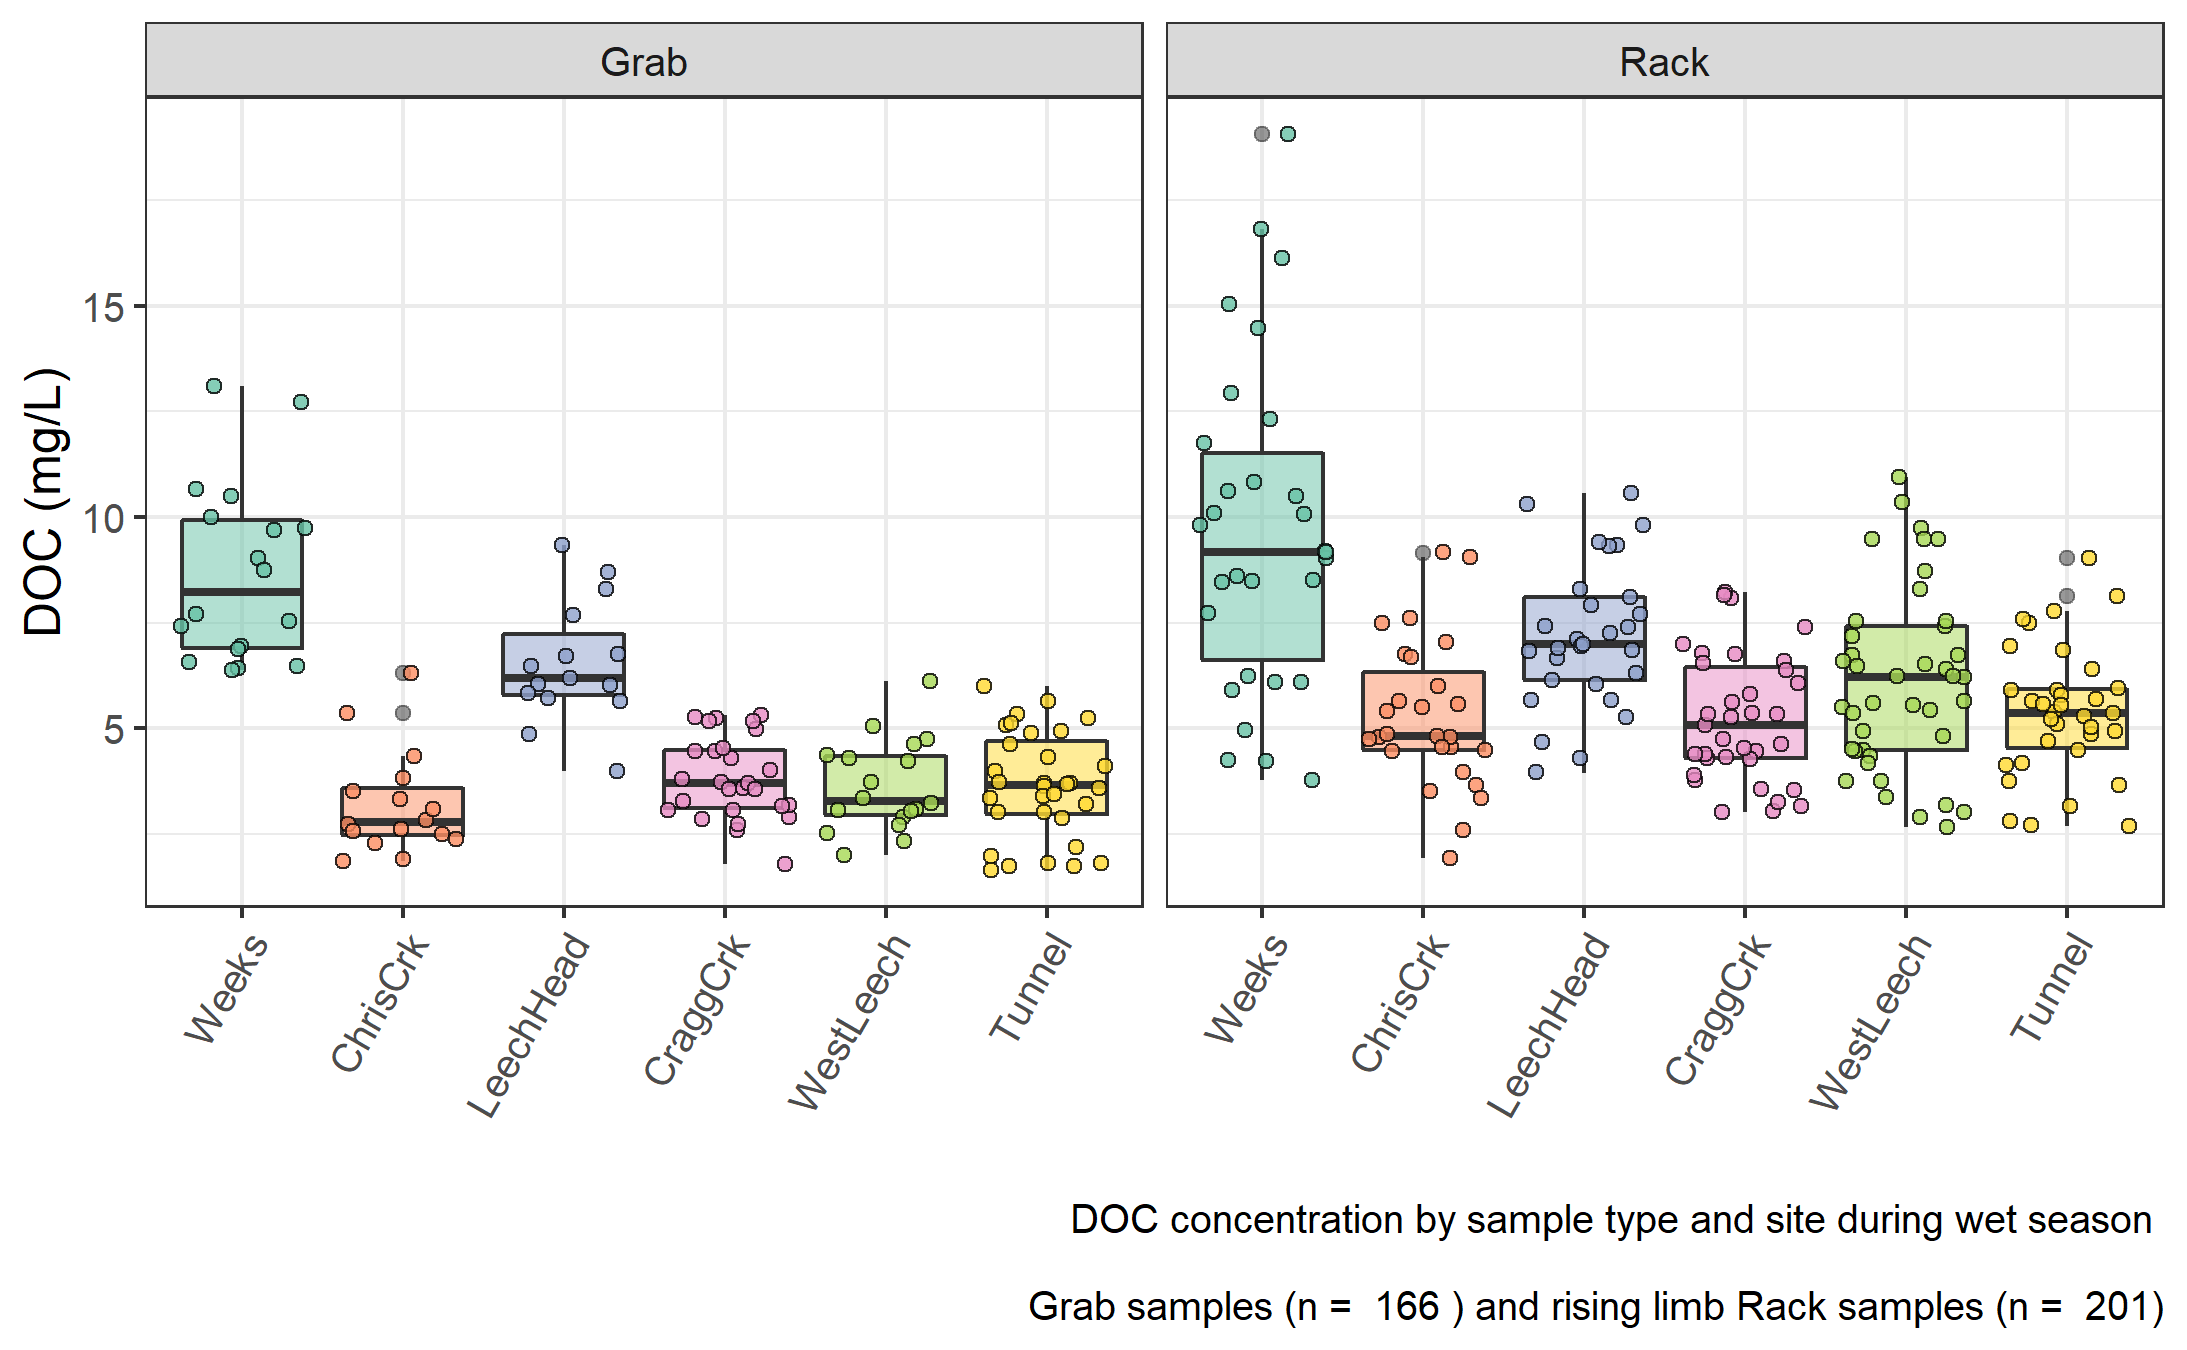 Grab
Rack
DOC (mg/L)
15
10
5
Weeks
ChrisCrk
LeechHead
CraggCrk
WestLeech
Tunnel
Weeks
ChrisCrk
LeechHead
CraggCrk
WestLeech
Tunnel
DOC concentration by sample type and site during wet season
Grab samples (n =  166 ) and rising limb Rack samples (n =  201)